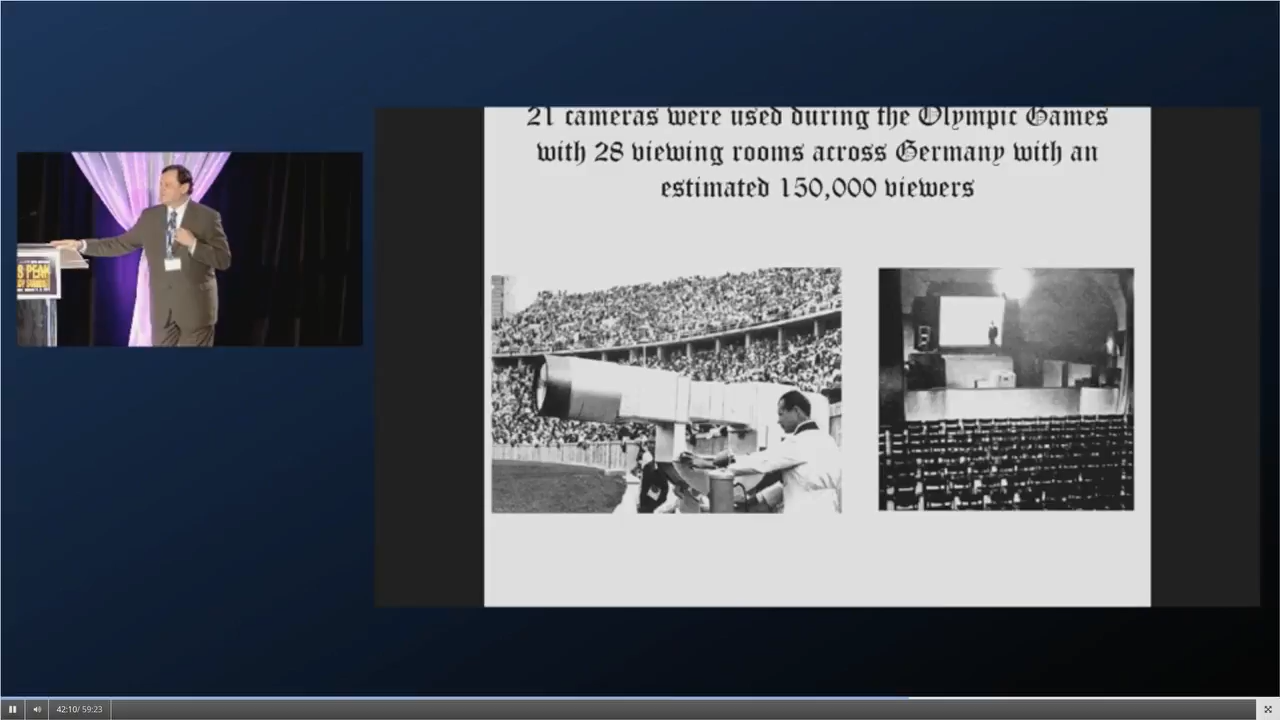 21 cameras were used during the Olympic Games
with 28 viewing rooms across Germany with an
estimated 150,000 viewers
42:10/ 59:23